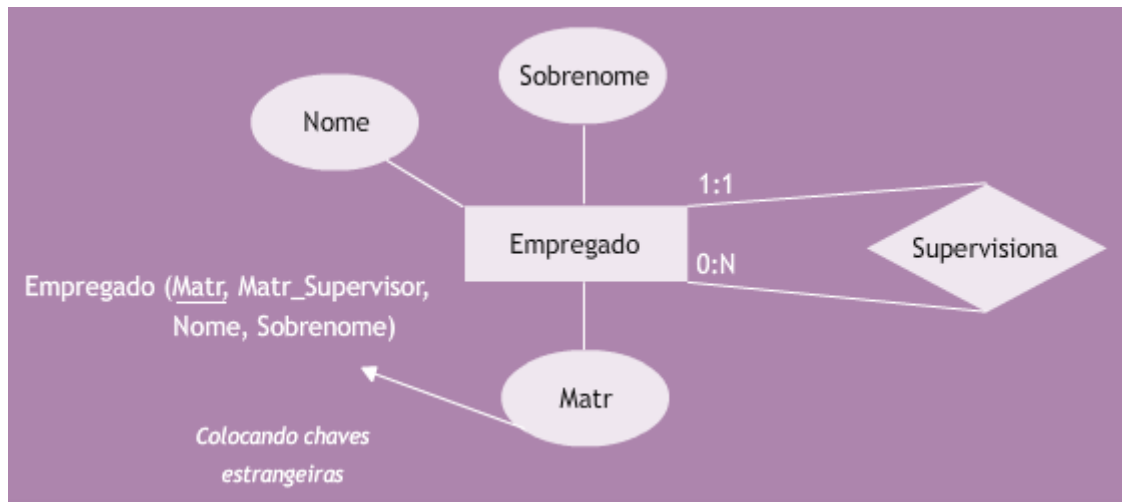 Sobrenome
Nome
1:1
Empregado
Supervisiona
0:N
Empregado (Matr, Matr_Supervisor,
Nome, Sobrenome)
Matr
Colocando chaves
estrangeiras